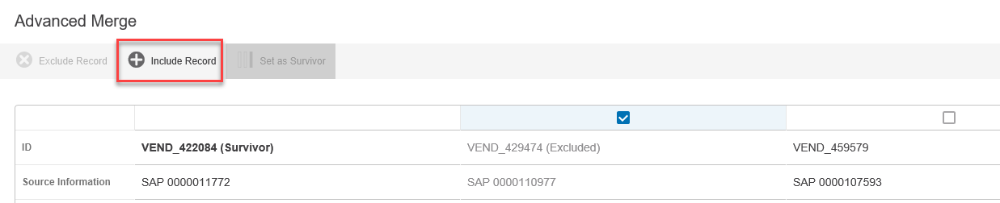 Advanced Merge
Exclude Record Include Record Set as Survivor
ID VEND_422084 (Survivor) VEND_429474 (Excluded) VEND_459579
Source Information SAP 0000011772 SAP 0000110977 SAP 0000107593